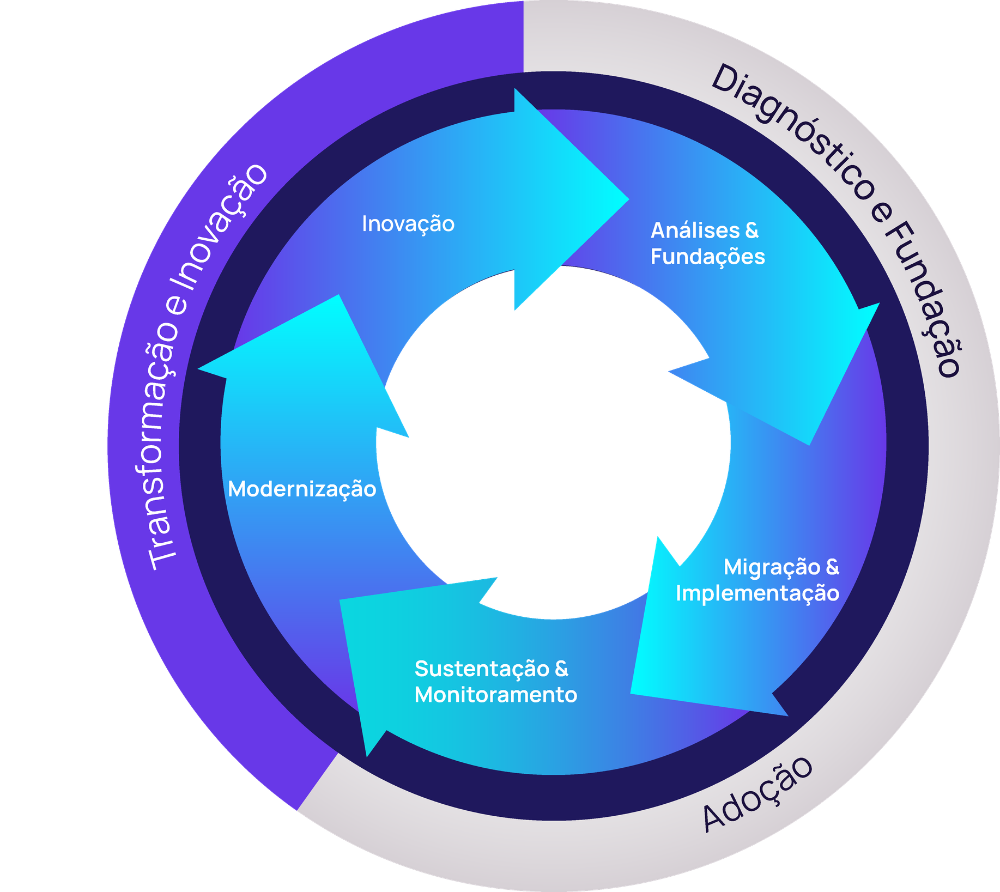 Diagnóstico e Fundação
Transformação e Inovação
Inovação
Análises &
Fundações
Modernização
Migração &
Implementação
Sustentação &
Monitoramento
Adoção